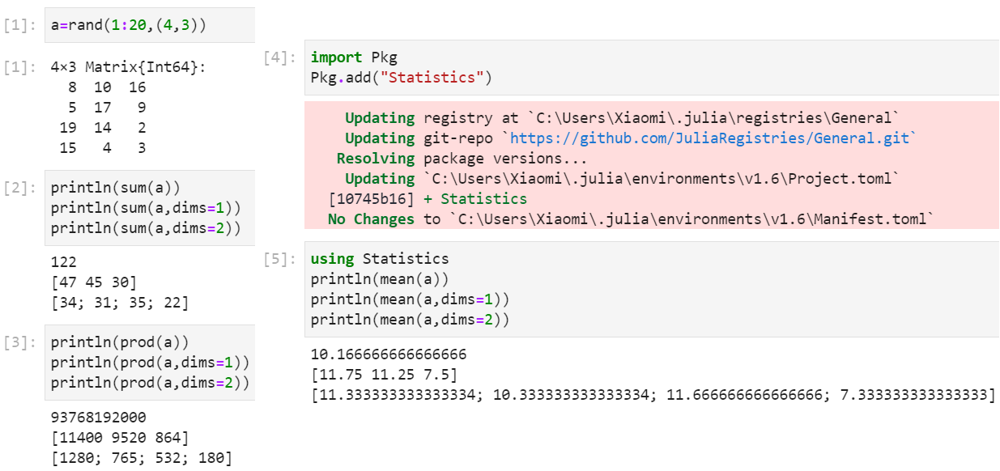 [1]: a=rand(1:20,(4,3))
[1]: 4×3 Matrix{Int64}:
8 10 16
5 17 9
19 14 2
15 4 3
[2]: println(sum(a))
println(sum(a,dims=1))
println(sum(a,dims=2))
122
[47 45 30]
[34; 31; 35; 22]
[3]: println(prod(a))
println(prod(a,dims=1))
println(prod(a,dims=2))
93768192000
[11400 9520 864]
[1280; 765; 532; 180]
[4]: import Pkg
Pkg.add("Statistics")
Updating registry at `C:\Users\Xiaomi\.julia\registries\General`
Updating git-repo `https://github.com/JuliaRegistries/General.git`
Resolving package versions...
Updating `C:\Users\Xiaomi\.julia\environments\v1.6\Project.toml`
[10745b16] + Statistics
No Changes to `C:\Users\Xiaomi\.julia\environments\v1.6\Manifest.toml`
[5]: using Statistics
println(mean(a))
println(mean(a,dims=1))
println(mean(a,dims=2))
10.166666666666666
[11.75 11.25 7.5]
[11.333333333333334; 10.333333333333334; 11.666666666666666; 7.333333333333333]